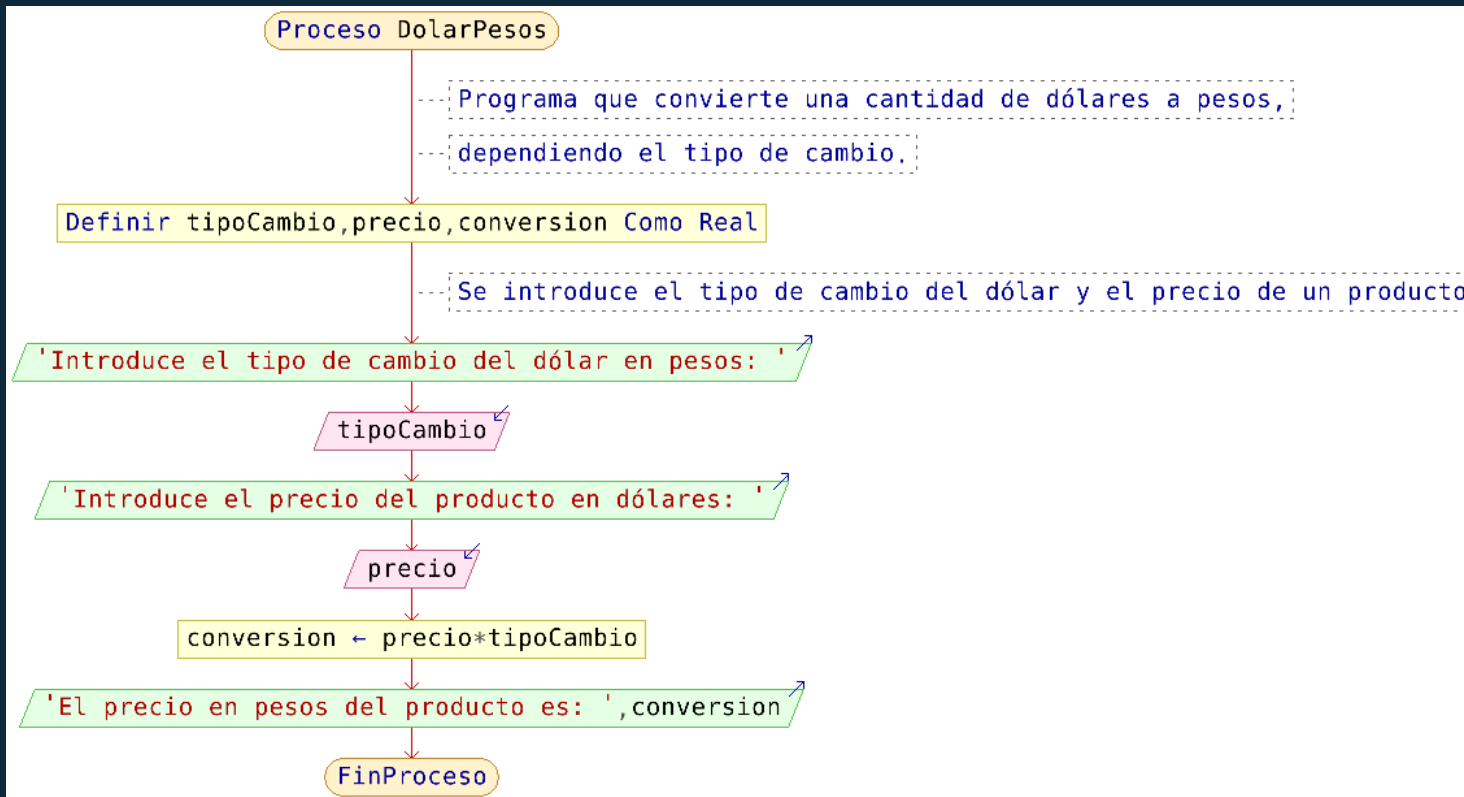 Proceso DolarPesos
Programa que convierte una cantidad de dólares a pesos,
dependiendo el tipo de cambio.
Definir tipoCambio,precio,conversion Como Real
Se introduce el tipo de cambio del dólar y el precio de un producto
'Introduce el tipo de cambio del dólar en pesos: '
tipoCambio
'Introduce el precio del producto en dólares: '
precio
conversion ← precio*tipoCambio
'El precio en pesos del producto es: ',conversion
FinProceso